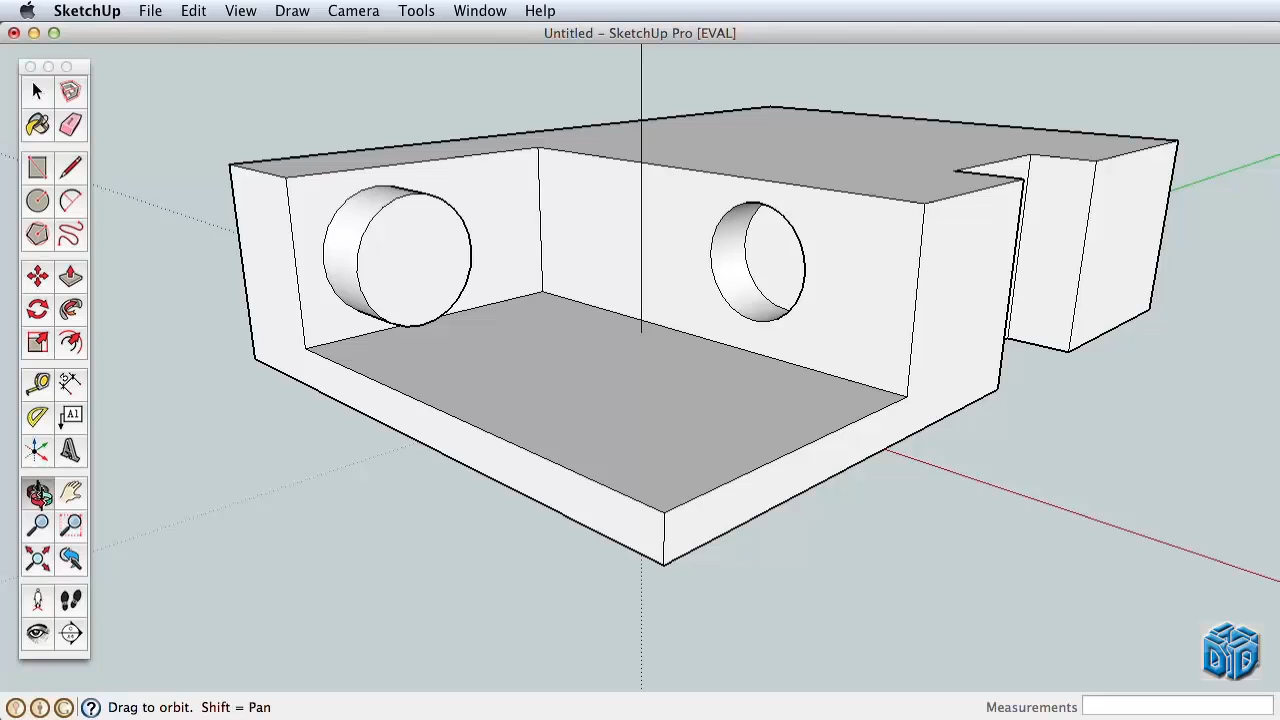 SketchUp File Edit View Draw Camera Tools Window Help
Untitled - SketchUp Pro [EVAL]
A1
Drag to orbit. Shift = Pan
Measurements